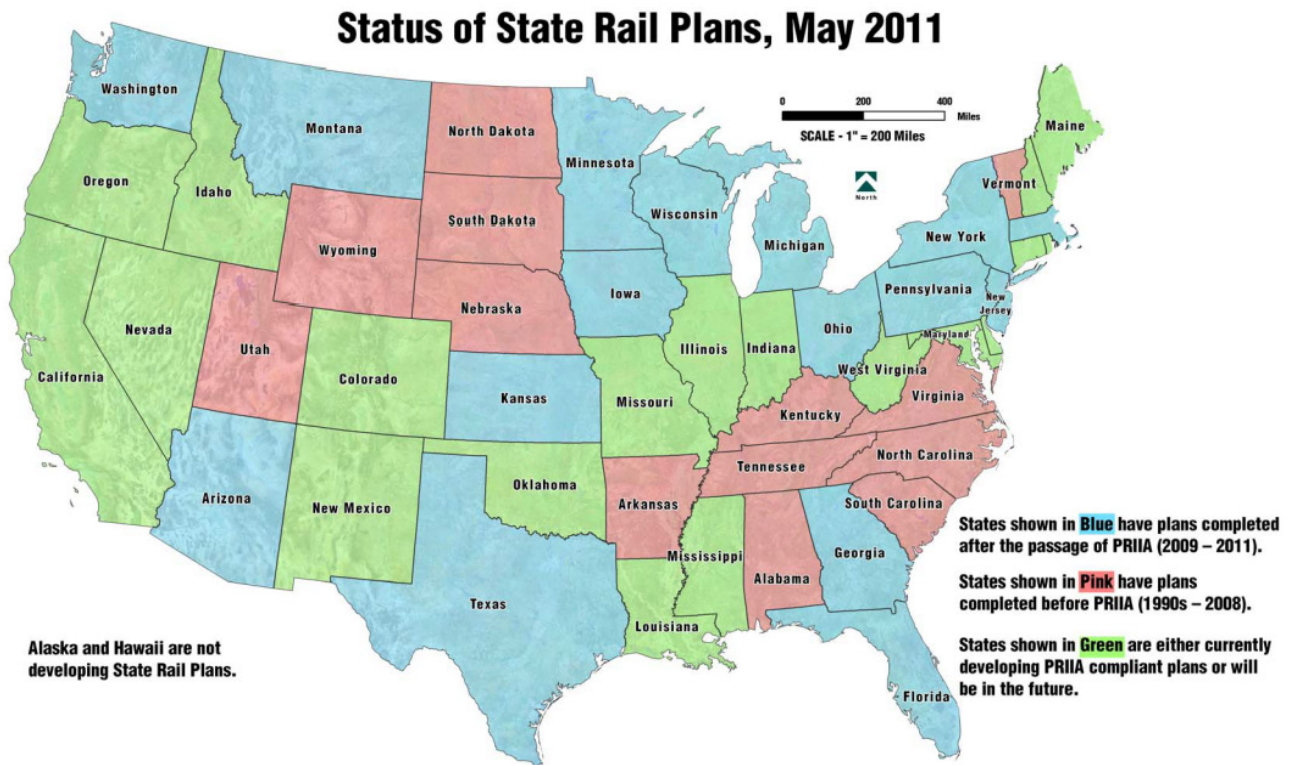 Status of State Rail Plans, May 2011
0 200 400 Miles
SCALE - 1" = 200 Miles
North
Washington
Montana
North Dakota
Minnesota
Maine
Oregon
Idaho
Vermont
South Dakota
Wisconsin
Wyoming
Michigan
New York
Iowa
Pennsylvania
Nebraska
New
Jersey
Nevada
Utah
Illinois
Indiana
Ohio
Maryland
California
Colorado
Kansas
Missouri
West Virginia
Virginia
Kentucky
North Carolina
Tennessee
Arizona
New Mexico
Oklahoma
Arkansas
South Carolina
Mississippi
Georgia
Alabama
Texas
Louisiana
Florida
States shown in Blue have plans completed
after the passage of PRIIA (2009 – 2011).
States shown in Pink have plans
completed before PRIIA (1990s – 2008).
States shown in Green are either currently
developing PRIIA compliant plans or will
be in the future.
Alaska and Hawaii are not
developing State Rail Plans.